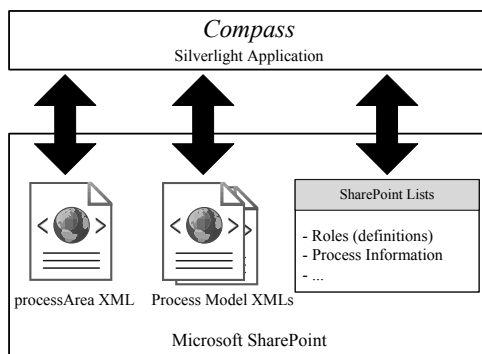 Compass
Silverlight Application
processArea XML
Process Model XMLs
SharePoint Lists
- Roles (definitions)
- Process Information
- ...
Microsoft SharePoint